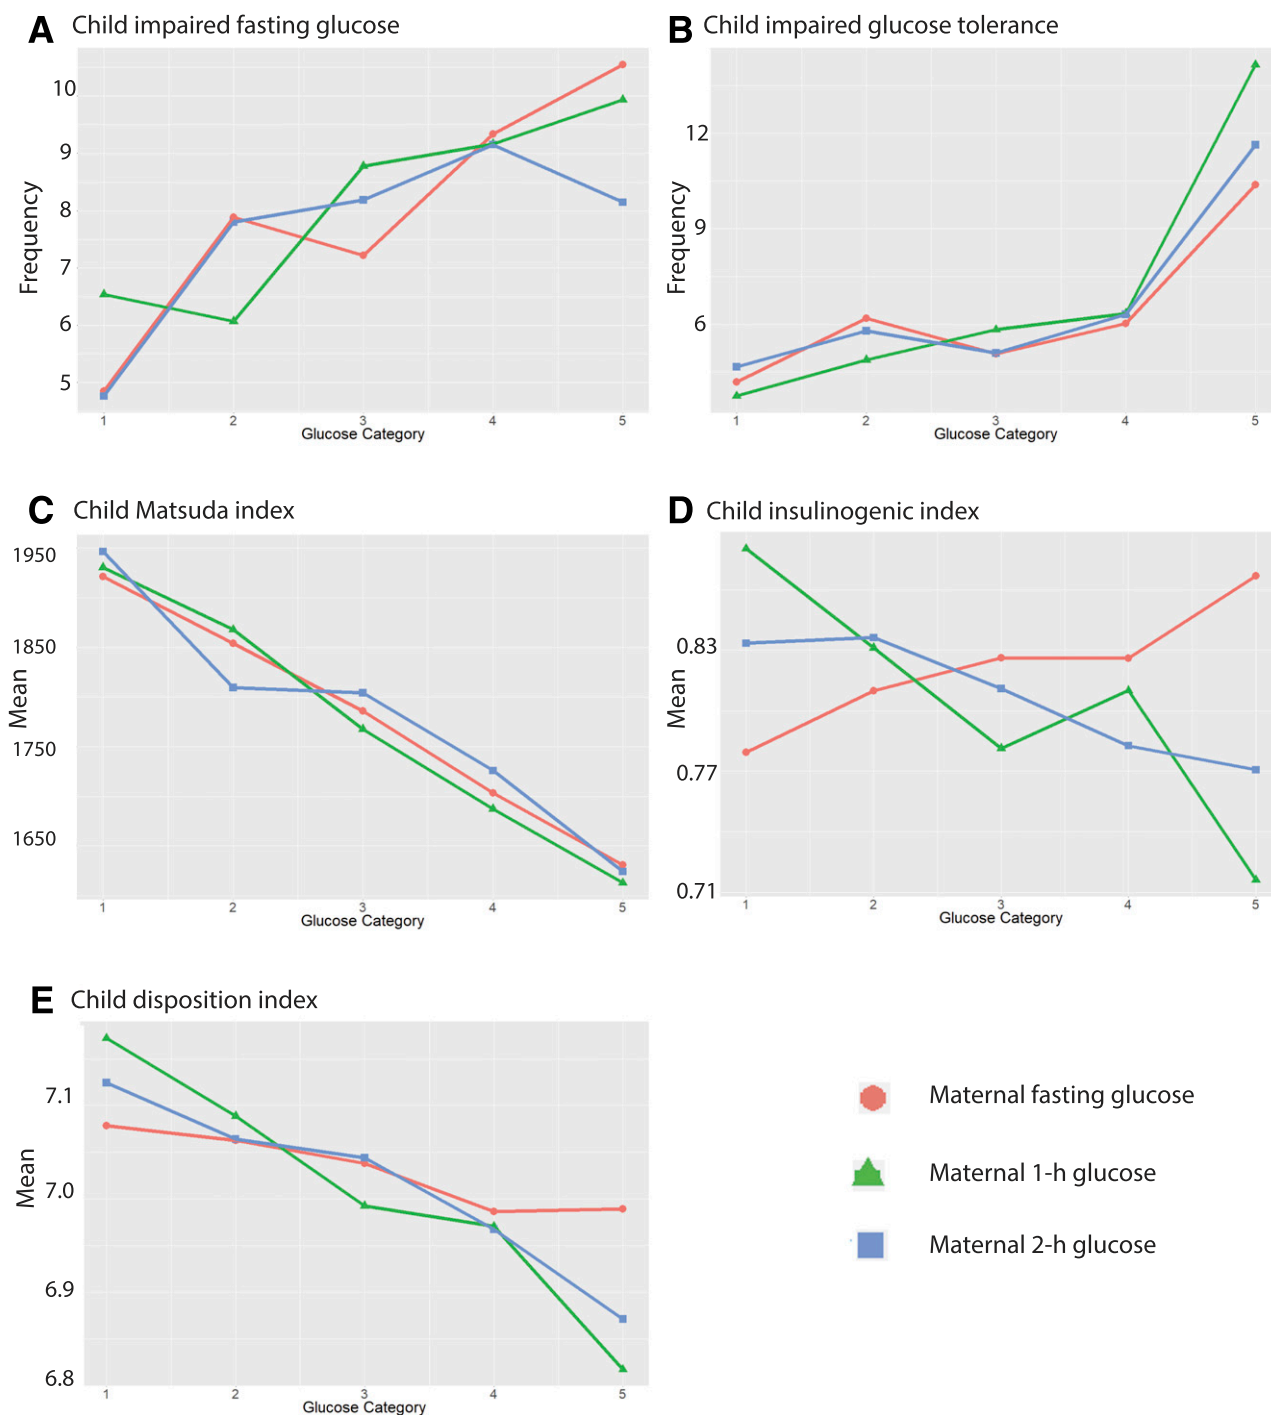 A Child impaired fasting glucose
10
9
8
7
6
5
Frequency
1 2 3 4 5
Glucose Category
B Child impaired glucose tolerance
12
9
6
Frequency
1 2 3 4 5
Glucose Category
C Child Matsuda index
1950
1850
1750
1650
Mean
1 2 3 4 5
Glucose Category
D Child insulinogenic index
0.83
0.77
0.71
Mean
1 2 3 4 5
Glucose Category
E Child disposition index
7.1
7.0
6.9
6.8
Mean
1 2 3 4 5
Glucose Category
Maternal fasting glucose
Maternal 1-h glucose
Maternal 2-h glucose